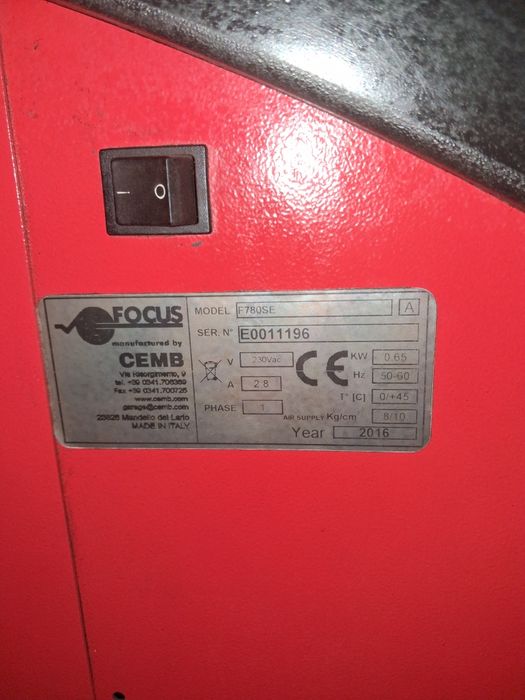 I O
FOCUS
manufactured by
CEMB
Via Risorgimento, 9
tel. +39 0341.706369
Fax +39 0341.700725
www.cemb.com
garage@cemb.com
23826 Mandello del Lario
MADE IN ITALY
MODEL F780SE A
SER. N° E0011196
V 230Vac CE KW 0.65
A 2.8 Hz 50-60
T° [C] 0/+45
PHASE 1 AIR SUPPLY Kg/cm 8/10
Year 2016